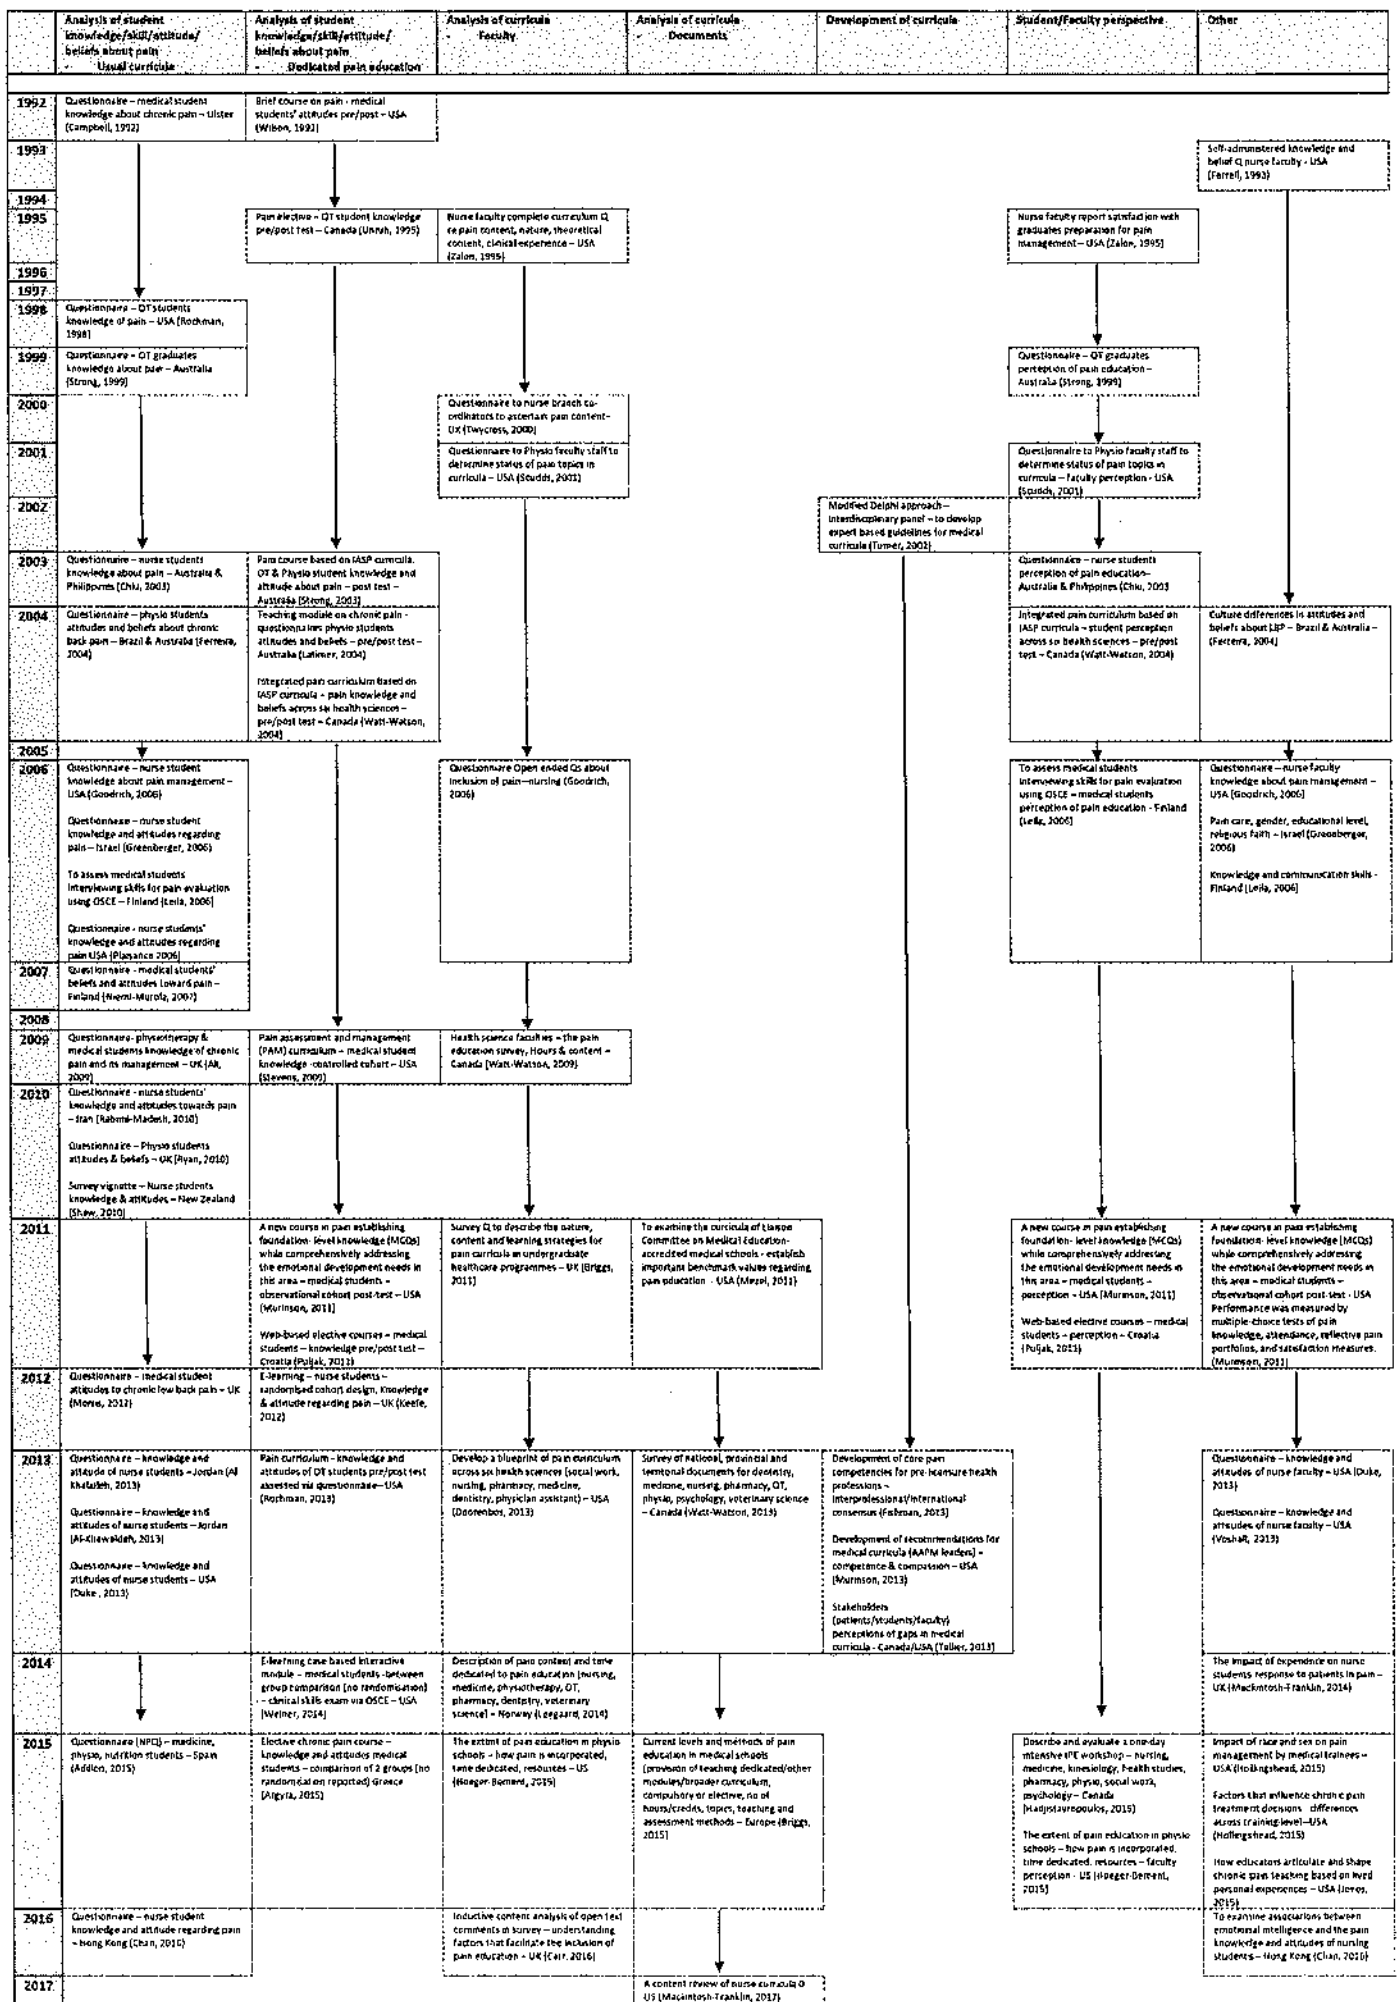 Analysis of student
knowledge/skill/attitude/
beliefs about pain
- Usual curricula
Analysis of student
knowledge/skill/attitude/
beliefs about pain
- Dedicated pain education
Analysis of curricula
- Faculty
Analysis of curricula
- Documents
Development of curricula
Student/Faculty perspective
Other
1992
Questionnaire – medical student
knowledge about chronic pain – Ulster
(Campbell, 1992)
Brief course on pain - medical
students' attitudes pre/post – USA
(Wilson, 1992)
1993
Self-administered knowledge and
belief Q nurse faculty - USA
(Ferrell, 1993)
1994
1995
Pain elective – OT student knowledge
pre/post test – Canada (Unruh, 1995)
Nurse faculty complete curriculum Q
re pain content, nature, theoretical
content, clinical experience – USA
(Zalon, 1995)
Nurse faculty report satisfaction with
graduates preparation for pain
management – USA (Zalon, 1995)
1996
1997
1998
Questionnaire – OT students
knowledge of pain – USA (Rochman,
1998)
1999
Questionnaire – OT graduates
knowledge about pain – Australia
(Strong, 1999)
Questionnaire – OT graduates
perception of pain education –
Australia (Strong, 1999)
2000
Questionnaire to nurse branch co-
ordinators to ascertain pain content–
UK (Twycross, 2000)
2001
Questionnaire to Physio faculty staff to
determine status of pain topics in
curricula – USA (Scudds, 2001)
Questionnaire to Physio faculty staff to
determine status of pain topics in
curricula – faculty perception - USA
(Scudds, 2001)
2002
Modified Delphi approach –
interdisciplinary panel – to develop
expert based guidelines for medical
curricula (Turner, 2002)
2003
Questionnaire – nurse students
knowledge about pain – Australia &
Philippines (Chiu, 2003)
Pain course based on IASP curricula.
OT & Physio student knowledge and
attitude about pain – post test –
Australia (Strong, 2003)
Questionnaire – nurse students
perception of pain education–
Australia & Philippines (Chiu, 2003
2004
Questionnaire – physio students
attitudes and beliefs about chronic
back pain – Brazil & Australia (Ferreira,
2004)
Teaching module on chronic pain -
questionnaires physio students
attitudes and beliefs – pre/post test –
Australia (Latimer, 2004)
Integrated pain curriculum based on
IASP curricula – pain knowledge and
beliefs across six health sciences –
pre/post test – Canada (Watt-Watson,
2004)
Integrated pain curriculum based on
IASP curricula – student perception
across six health sciences – pre/post
test – Canada (Watt-Watson, 2004)
Culture differences in attitudes and
beliefs about LBP – Brazil & Australia –
(Ferreira, 2004)
2005
2006
Questionnaire – nurse student
knowledge about pain management –
USA (Goodrich, 2006)
Questionnaire – nurse student
knowledge and attitudes regarding
pain – Israel (Greenberger, 2006)
To assess medical students
interviewing skills for pain evaluation
using OSCE – Finland (Leila, 2006)
Questionnaire - nurse students'
knowledge and attitudes regarding
pain USA (Plaisance 2006)
Questionnaire Open ended Qs about
inclusion of pain–nursing (Goodrich,
2006)
To assess medical students
interviewing skills for pain evaluation
using OSCE – medical students
perception of pain education - Finland
(Leila, 2006)
Questionnaire – nurse faculty
knowledge about pain management –
USA (Goodrich, 2006)
Pain care, gender, educational level,
religious faith – Israel (Greenberger,
2006)
Knowledge and communication skills -
Finland (Leila, 2006)
2007
Questionnaire - medical students'
beliefs and attitudes toward pain –
Finland (Niemi-Murola, 2007)
2008
2009
Questionnaire- physiotherapy &
medical students knowledge of chronic
pain and its management – UK (Ali,
2009)
Pain assessment and management
(PAM) curriculum – medical student
knowledge -controlled cohort – USA
(Stevens, 2009)
Health science faculties – the pain
education survey, Hours & content –
Canada (Watt-Watson, 2009)
2010
Questionnaire - nurse students'
knowledge and attitudes towards pain
– Iran (Rahimi-Madseh, 2010)
Questionnaire – Physio students
attitudes & beliefs – UK (Ryan, 2010)
Survey vignette – Nurse students
knowledge & attitudes – New Zealand
(Shaw, 2010)
2011
A new course in pain establishing
foundation- level knowledge (MCQs)
while comprehensively addressing
the emotional development needs in
this area – medical students –
observational cohort post-test – USA
(Murinson, 2011)
Web-based elective courses – medical
students – knowledge pre/post test –
Croatia (Puljak, 2011)
Survey Q to describe the nature,
content and learning strategies for
pain curricula in undergraduate
healthcare programmes – UK (Briggs,
2011)
To examine the curricula of Liaison
Committee on Medical Education-
accredited medical schools - establish
important benchmark values regarding
pain education - USA (Mezei, 2011)
A new course in pain establishing
foundation- level knowledge (MCQs)
while comprehensively addressing
the emotional development needs in
this area – medical students –
perception – USA (Murinson, 2011)
Web-based elective courses – medical
students – perception – Croatia
(Puljak, 2011)
A new course in pain establishing
foundation- level knowledge (MCQs)
while comprehensively addressing
the emotional development needs in
this area – medical students –
observational cohort post-test - USA
Performance was measured by
multiple-choice tests of pain
knowledge, attendance, reflective pain
portfolios, and satisfaction measures.
(Murinson, 2011)
2012
Questionnaire – medical student
attitudes to chronic low back pain – UK
(Morris, 2012)
E-learning – nurse students –
randomised cohort design, Knowledge
& attitude regarding pain – UK (Keefe,
2012)
2013
Questionnaire – knowledge and
attitude of nurse students – Jordan (Al
Khalaileh, 2013)
Questionnaire – knowledge and
attitudes of nurse students – Jordan
(Al-Khawaldeh, 2013)
Questionnaire – knowledge and
attitudes of nurse students – USA
(Duke, 2013)
Pain curriculum - knowledge and
attitudes of OT students pre/post test
assessed via questionnaire– USA
(Rochman, 2013)
Develop a blueprint of pain curriculum
across six health sciences (social work,
nursing, pharmacy, medicine,
dentistry, physician assistant) – USA
(Doorenbos, 2013)
Survey of national, provincial and
territorial documents for dentistry,
medicine, nursing, pharmacy, OT,
physio, psychology, veterinary science
– Canada (Watt-Watson, 2013)
Development of core pain
competencies for pre-licensure health
professions –
interprofessional/international
consensus (Fishman, 2013)
Development of recommendations for
medical curricula (AAPM leaders) –
competence & compassion – USA
(Murinson, 2013)
Stakeholders
(patients/students/faculty)
perceptions of gaps in medical
curricula - Canada/USA (Tellier, 2013)
Questionnaire – knowledge and
attitudes of nurse faculty – USA (Duke,
2013)
Questionnaire – knowledge and
attitudes of nurse faculty – USA
(Voshall, 2013)
2014
E-learning case based interactive
module – medical students -between
group comparison (no randomisation)
– clinical skills exam via OSCE – USA
(Weiner, 2014)
Description of pain content and time
dedicated to pain education (nursing,
medicine, physiotherapy, OT,
pharmacy, dentistry, veterinary
science) – Norway (Leegaard, 2014)
The impact of experience on nurse
students response to patients in pain –
UK (Mackintosh-Franklin, 2014)
2015
Questionnaire (NPQ) – medicine,
physio, nutrition students – Spain
(Adillón, 2015)
Elective chronic pain course –
knowledge and attitudes medical
students – comparison of 2 groups (no
randomisation reported) Greece
(Argyra, 2015)
The extent of pain education in physio
schools – how pain is incorporated,
time dedicated, resources – US
(Hoeger-Bement, 2015)
Current levels and methods of pain
education in medical schools
(provision of teaching dedicated/other
modules/broader curriculum,
compulsory or elective, no of
hours/credits, topics, teaching and
assessment methods – Europe (Briggs,
2015)
Describe and evaluate a one-day
intensive IPE workshop – nursing,
medicine, kinesiology, health studies,
pharmacy, physio, social work,
psychology – Canada
(Hadjistavropoulos, 2015)
The extent of pain education in physio
schools – how pain is incorporated,
time dedicated, resources – faculty
perception - US (Hoeger-Bement,
2015)
Impact of race and sex on pain
management by medical trainees –
USA (Hollingshead, 2015)
Factors that influence chronic pain
treatment decisions - differences
across training level–USA
(Hollingshead, 2015)
How educators articulate and shape
chronic pain teaching based on lived
personal experiences – USA (Jevos,
2015)
2016
Questionnaire – nurse student
knowledge and attitude regarding pain
– Hong Kong (Chan, 2016)
Inductive content analysis of open text
comments in survey – understanding
factors that facilitate the inclusion of
pain education – UK (Carr, 2016)
To examine associations between
emotional intelligence and the pain
knowledge and attitudes of nursing
students – Hong Kong (Chan, 2016)
2017
A content review of nurse curricula
US (Mackintosh-Franklin, 2017)